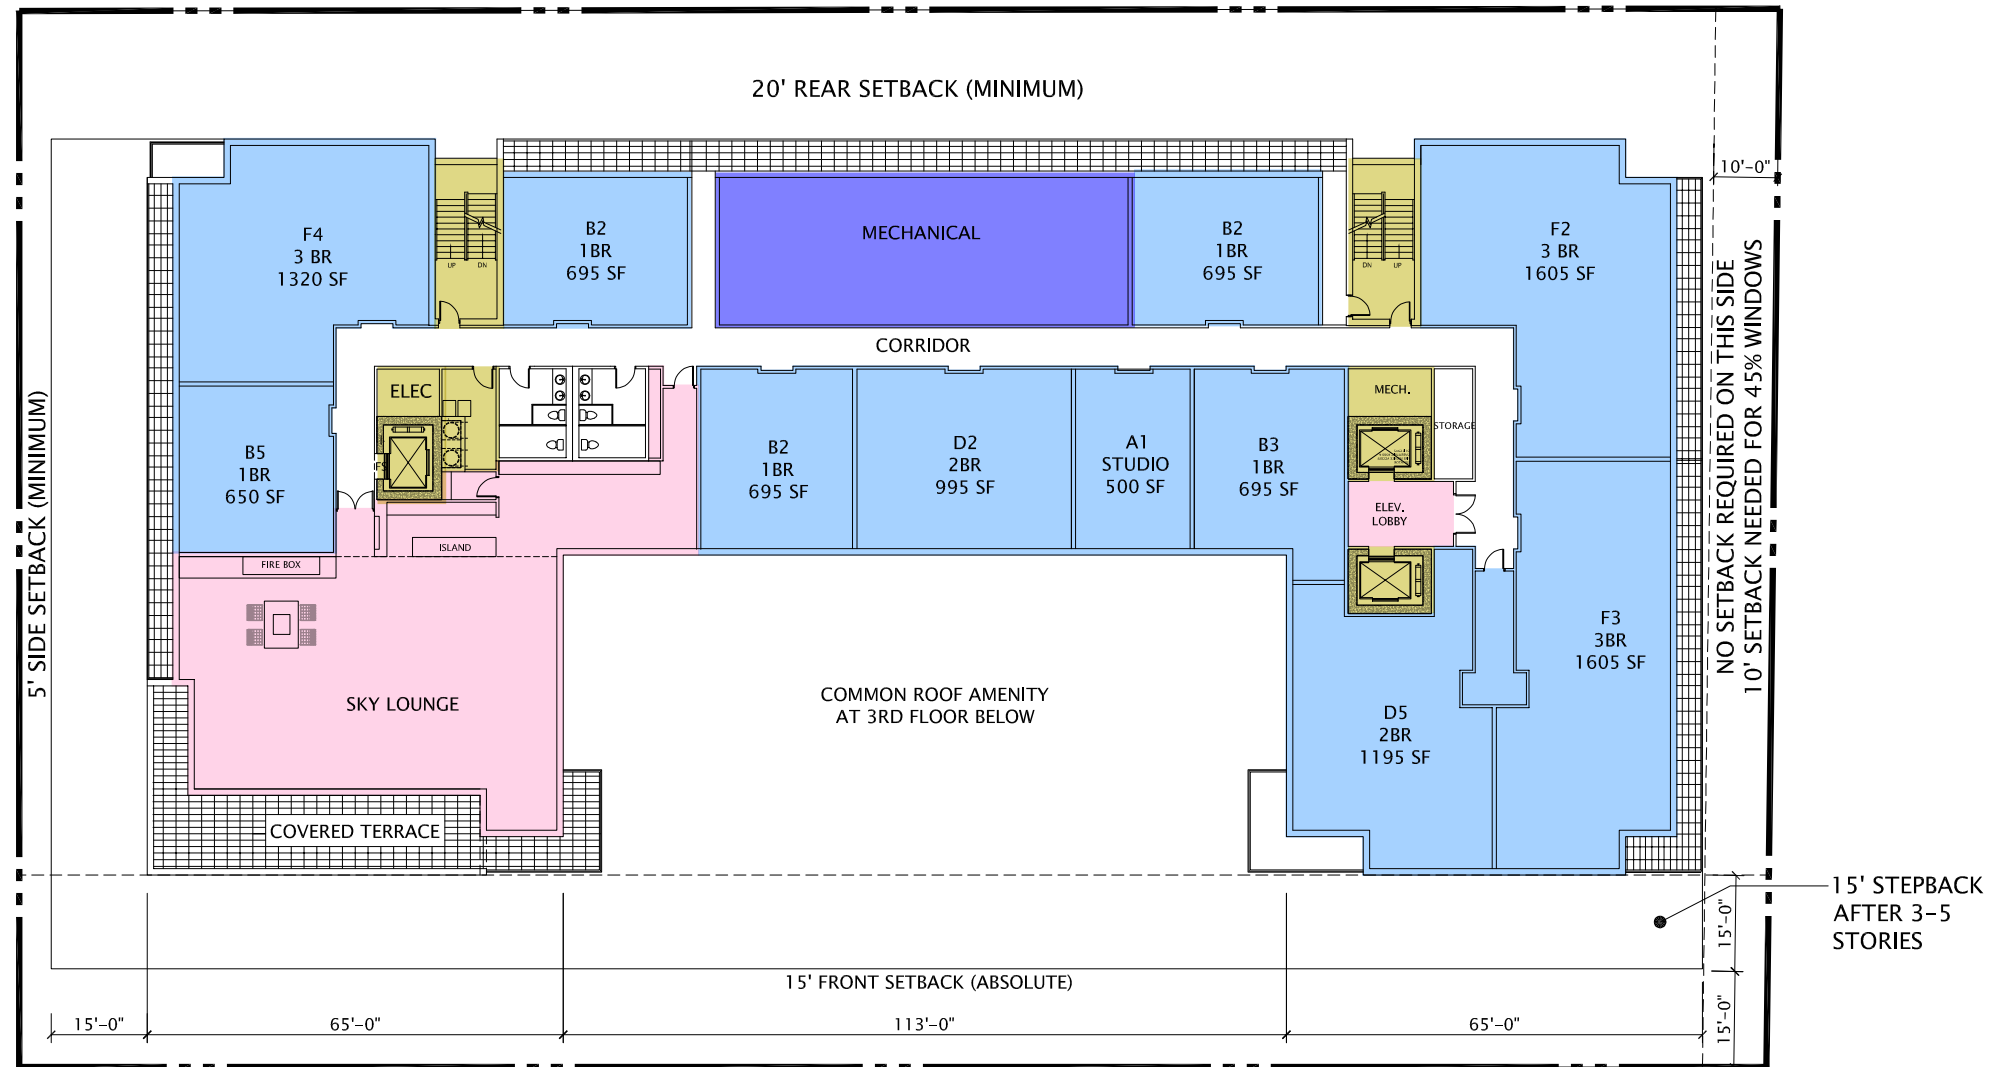 20' REAR SETBACK (MINIMUM)
10'-0"
F4
3 BR
1320 SF
UP
DN
B2
1BR
695 SF
MECHANICAL
B2
1BR
695 SF
DN
UP
F2
3 BR
1605 SF
NO SETBACK REQUIRED ON THIS SIDE
10' SETBACK NEEDED FOR 45% WINDOWS
CORRIDOR
5' SIDE SETBACK (MINIMUM)
ELEC
MECH.
STORAGE
B5
1BR
650 SF
B2
1BR
695 SF
D2
2BR
995 SF
A1
STUDIO
500 SF
B3
1BR
695 SF
ELEV.
LOBBY
ISLAND
FIRE BOX
F3
3BR
1605 SF
SKY LOUNGE
COMMON ROOF AMENITY
AT 3RD FLOOR BELOW
D5
2BR
1195 SF
COVERED TERRACE
15' STEPBACK
AFTER 3-5
STORIES
15'-0"
15' FRONT SETBACK (ABSOLUTE)
15'-0"
65'-0"
113'-0"
65'-0"
15'-0"